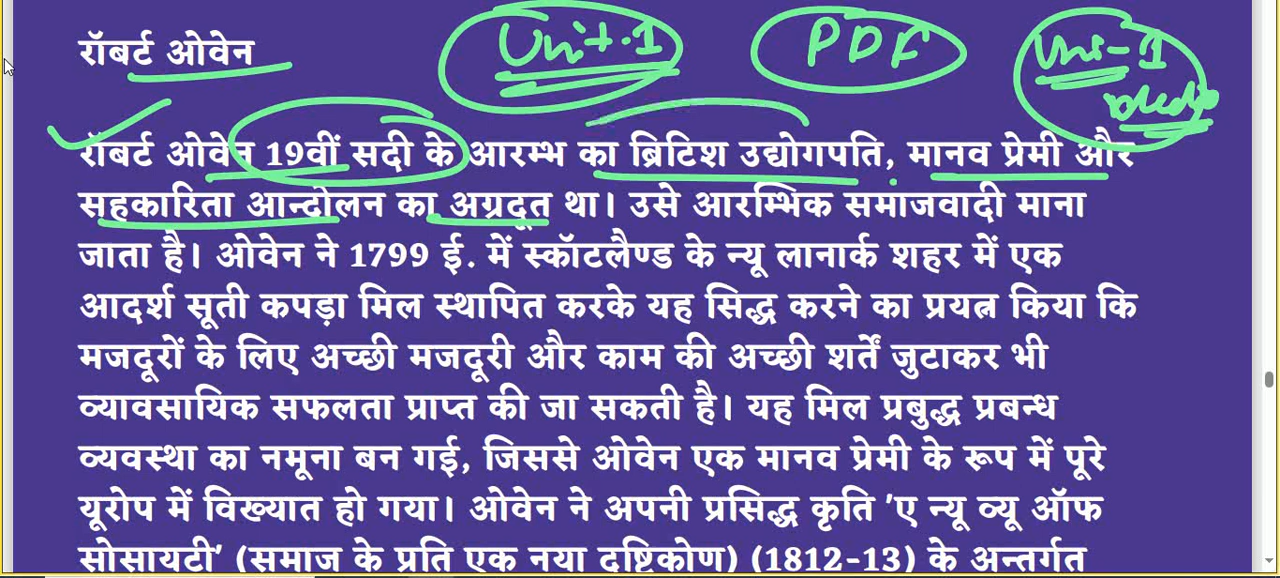 रॉबर्ट ओवेन
Unit.1
PDF
Uni-1
रॉबर्ट ओवेन 19वीं सदी के आरम्भ का ब्रिटिश उद्योगपति, मानव प्रेमी और
सहकारिता आन्दोलन का अग्रदूत था। उसे आरम्भिक समाजवादी माना
जाता है। ओवेन ने 1799 ई. में स्कॉटलैण्ड के न्यू लानार्क शहर में एक
आदर्श सूती कपड़ा मिल स्थापित करके यह सिद्ध करने का प्रयत्न किया कि
मजदूरों के लिए अच्छी मजदूरी और काम की अच्छी शर्तें जुटाकर भी
व्यावसायिक सफलता प्राप्त की जा सकती है। यह मिल प्रबुद्ध प्रबन्ध
व्यवस्था का नमूना बन गई, जिससे ओवेन एक मानव प्रेमी के रूप में पूरे
यूरोप में विख्यात हो गया। ओवेन ने अपनी प्रसिद्ध कृति 'ए न्यू व्यू ऑफ
सोसायटी' (समाज के प्रति एक नया दृष्टिकोण) (1812-13) के अन्तर्गत